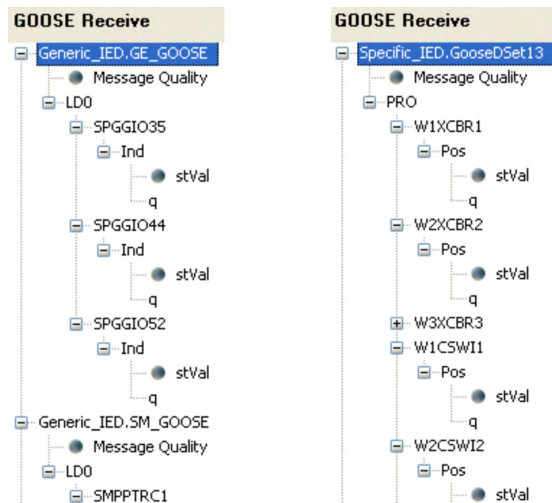 GOOSE Receive
Generic_IED.GE_GOOSE
Message Quality
LD0
SPGGIO35
Ind
stVal
q
SPGGIO44
Ind
stVal
q
SPGGIO52
Ind
stVal
q
Generic_IED.SM_GOOSE
Message Quality
LD0
SMPPTRC1
GOOSE Receive
Specific_IED.GooseDSet13
Message Quality
PRO
W1XCBR1
Pos
stVal
q
W2XCBR2
Pos
stVal
q
W3XCBR3
W1CSWI1
Pos
stVal
q
W2CSWI2
Pos
stVal